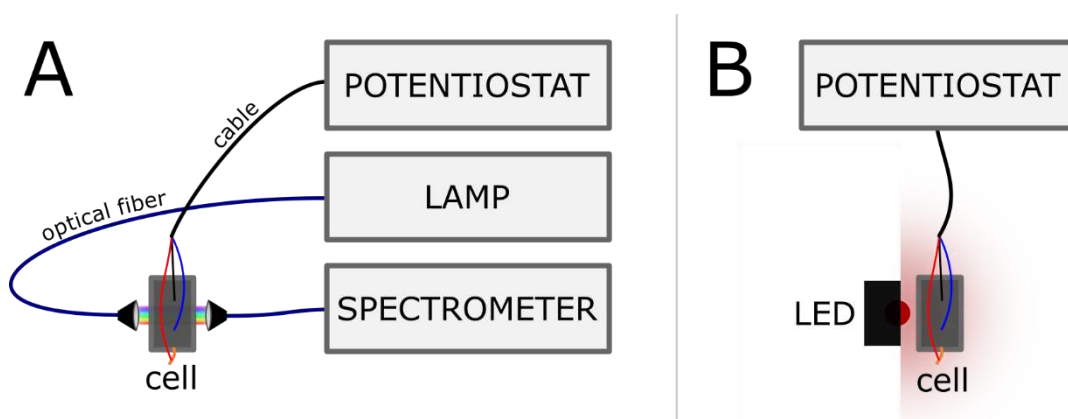 A
POTENTIOSTAT
cable
LAMP
optical fiber
SPECTROMETER
cell
B
POTENTIOSTAT
LED
cell